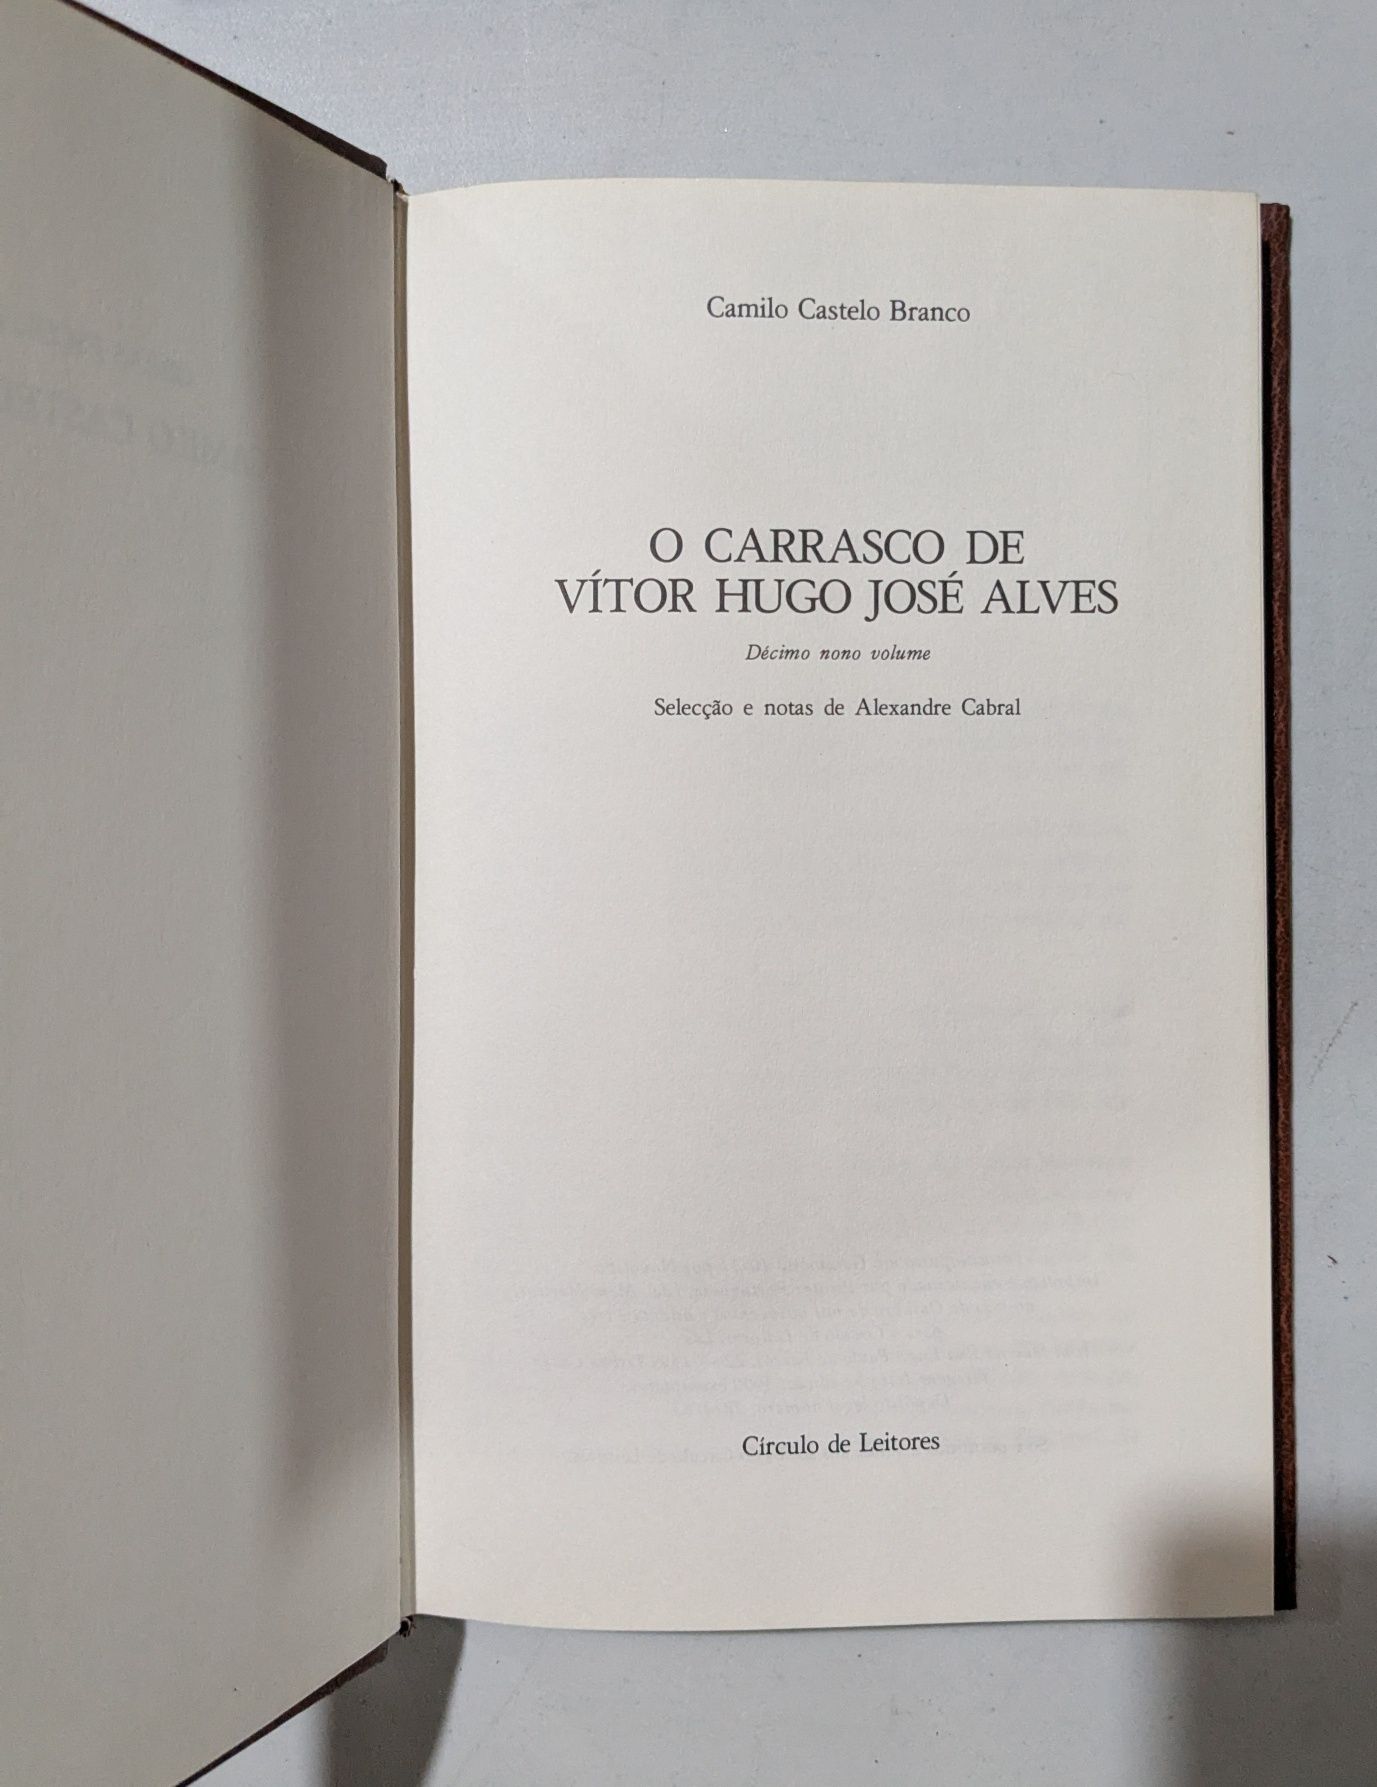 Camilo Castelo Branco
O CARRASCO DE
VÍTOR HUGO JOSÉ ALVES
Décimo nono volume
Selecção e notas de Alexandre Cabral
Círculo de Leitores